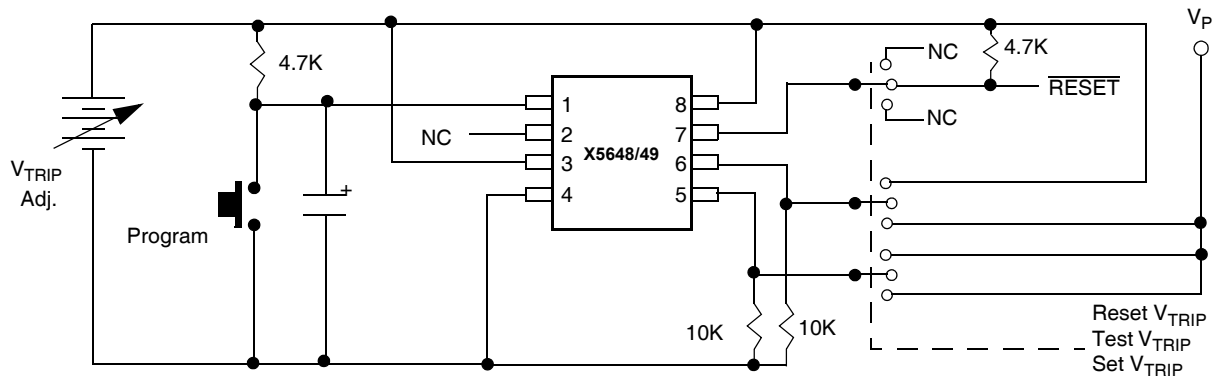 V_P
NC
4.7K
4.7K
RESET
1
8
NC
2
7
NC
X5648/49
3
6
V_TRIP
Adj.
4
5
+
Program
10K
10K
Reset V_TRIP
Test V_TRIP
Set V_TRIP